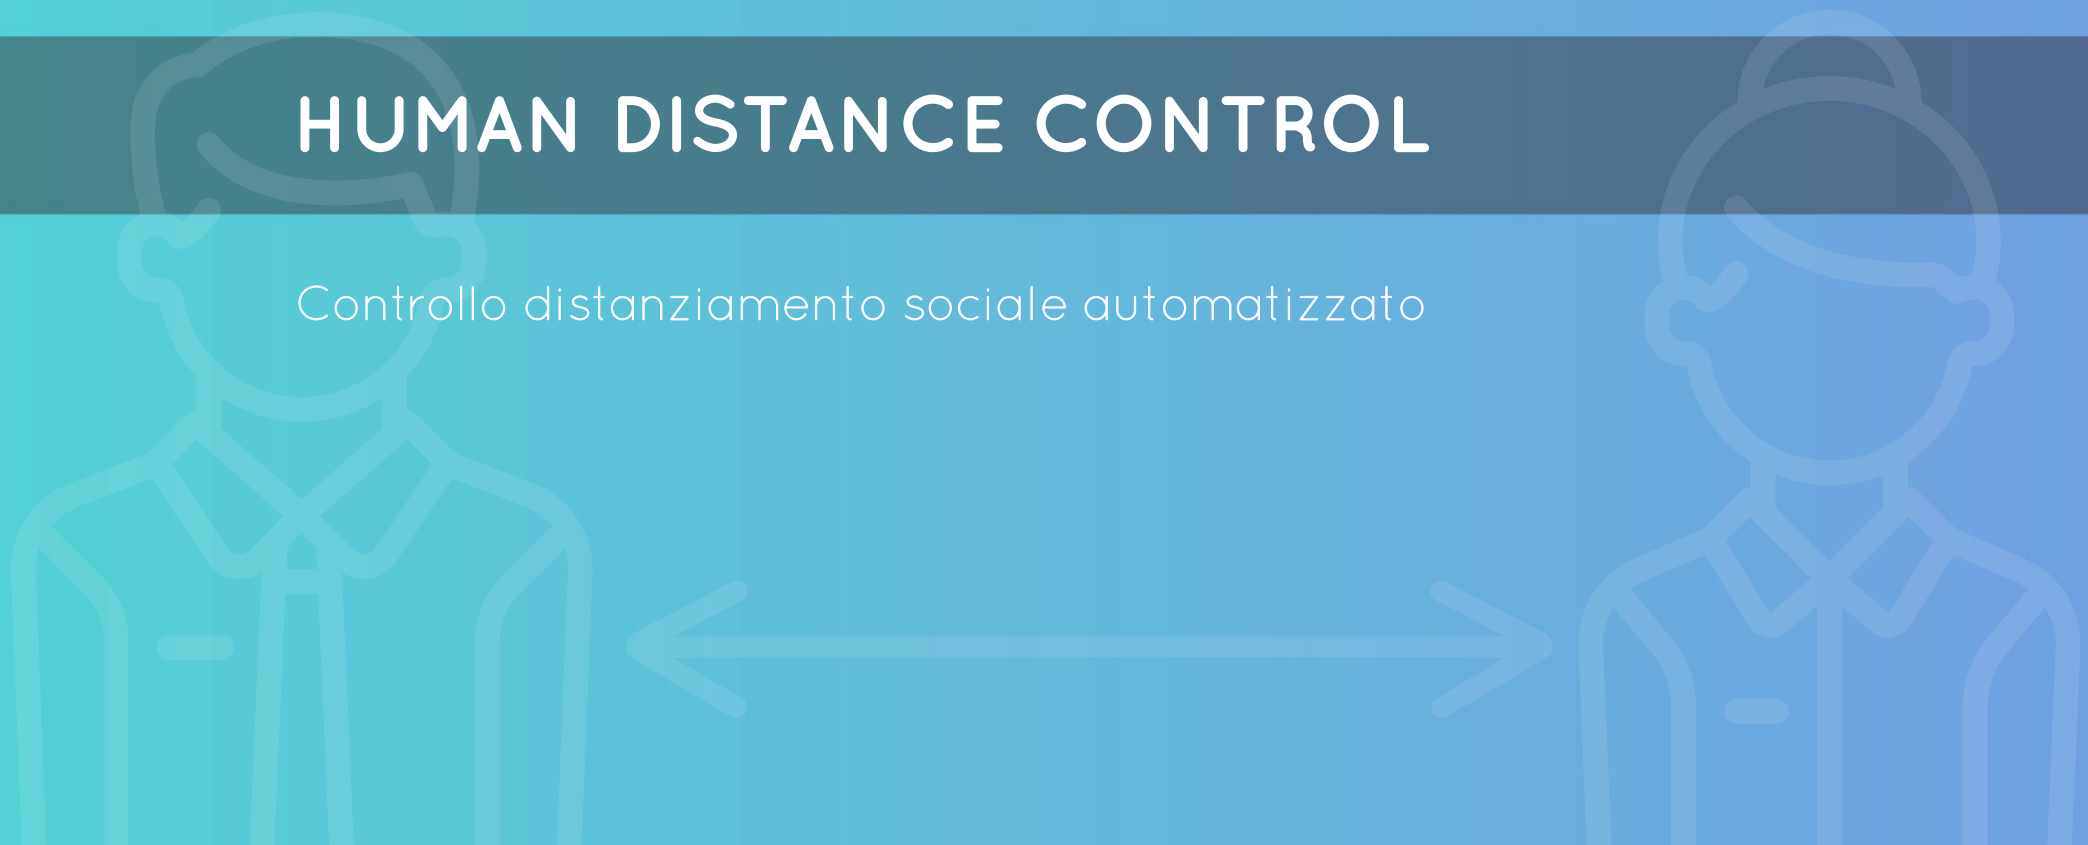 HUMAN DISTANCE CONTROL
Controllo distanziamento sociale automatizzato